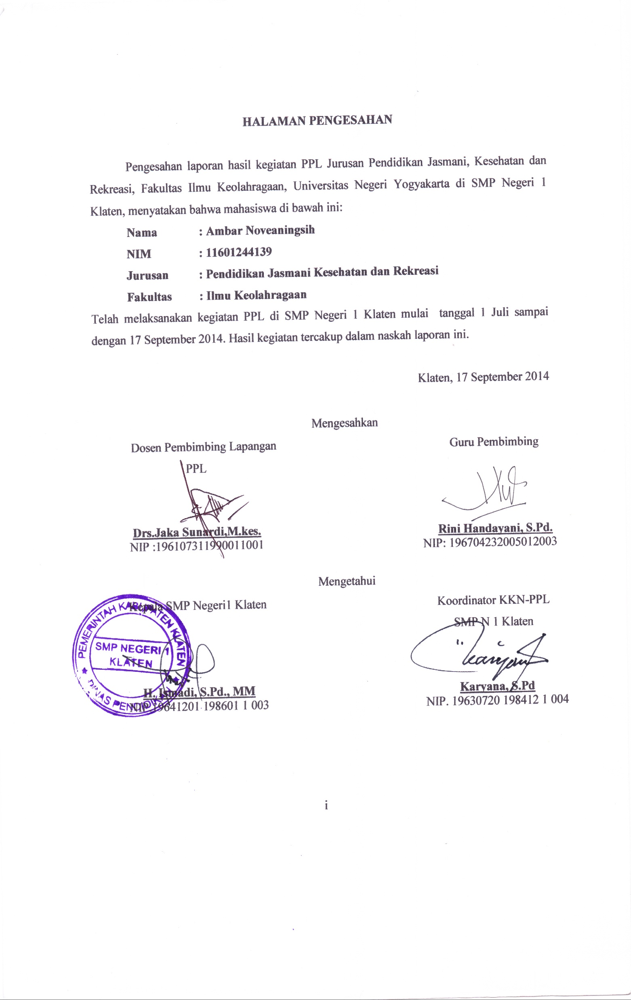 HALAMAN PENGESAHAN
Pengesahan laporan hasil kegiatan PPL Jurusan Pendidikan Jasmani, Kesehatan dan
Rekreasi, Fakultas Ilmu Keolahragaan, Universitas Negeri Yogyakarta di SMP Negeri 1
Klaten, menyatakan bahwa mahasiswa di bawah ini:
Nama : Ambar Noveaningsih
NIM : 11601244139
Jurusan : Pendidikan Jasmani Kesehatan dan Rekreasi
Fakultas : Ilmu Keolahragaan
Telah melaksanakan kegiatan PPL di SMP Negeri 1 Klaten mulai tanggal 1 Juli sampai
dengan 17 September 2014. Hasil kegiatan tercakup dalam naskah laporan ini.
Klaten, 17 September 2014
Mengesahkan
Dosen Pembimbing Lapangan
PPL
Drs.Jaka Sunardi,M.kes.
NIP :196107311990011001
Guru Pembimbing
Rini Handayani, S.Pd.
NIP: 196704232005012003
Mengetahui
Kepala SMP Negeri1 Klaten
PEMERINTAH KABUPATEN KLATEN
SMP NEGERI 1
KLATEN
DINAS PENDIDIKAN
H. Ismadi, S.Pd., MM
NIP.19641201 198601 1 003
Koordinator KKN-PPL
SMP N 1 Klaten
Karyana, S.Pd
NIP. 19630720 198412 1 004
i